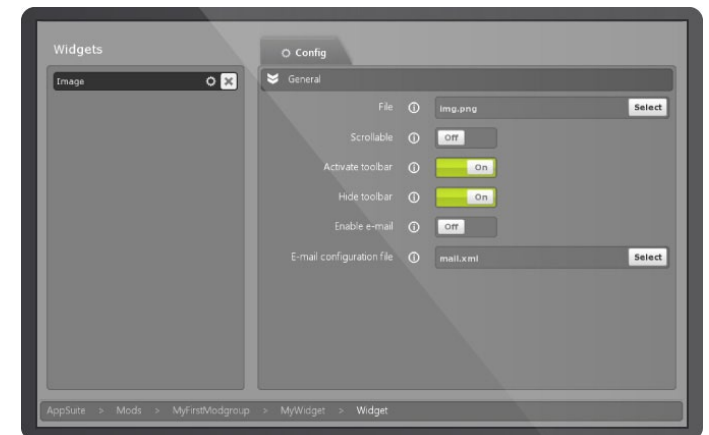 Widgets
Config
Image
General
File img.png Select
Scrollable Off
Activate toolbar On
Hide toolbar On
Enable e-mail Off
E-mail configuration file mail.xml Select
AppSuite > Mods > MyFirstModgroup > MyWidget > Widget